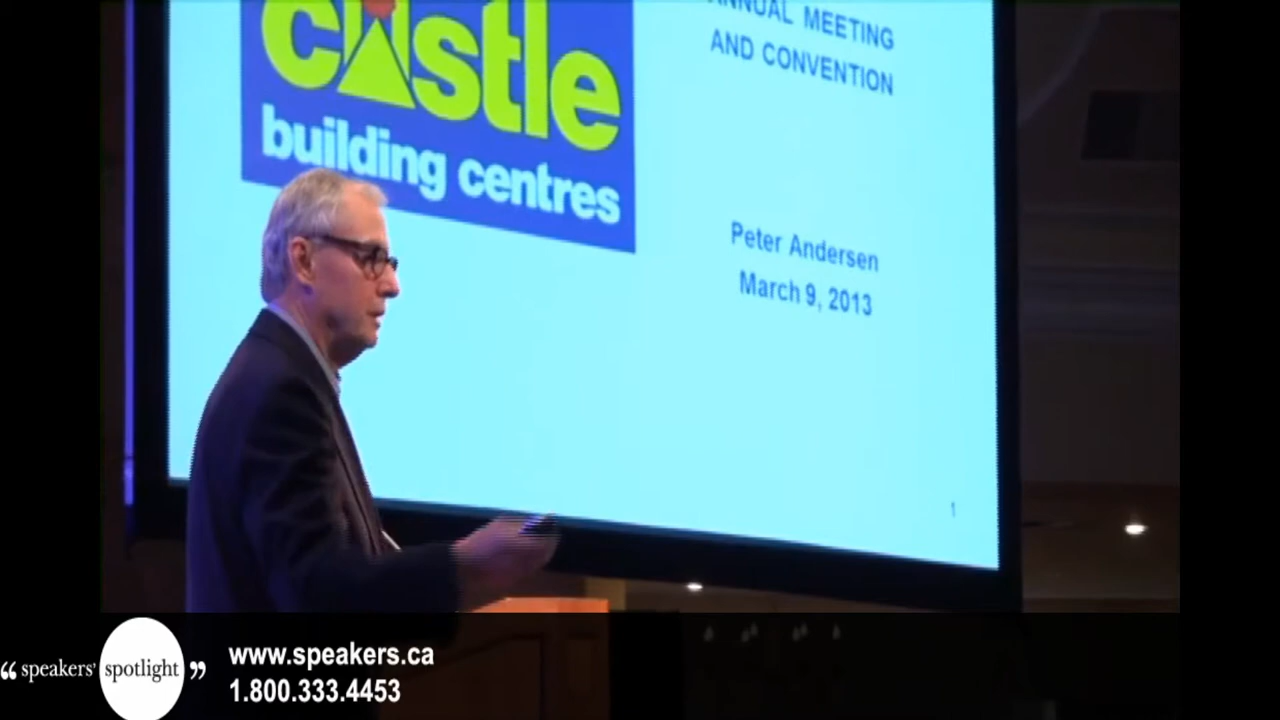 castle
building centres
ANNUAL MEETING
AND CONVENTION
Peter Andersen
March 9, 2013
1
“ speakers' spotlight ”
www.speakers.ca
1.800.333.4453